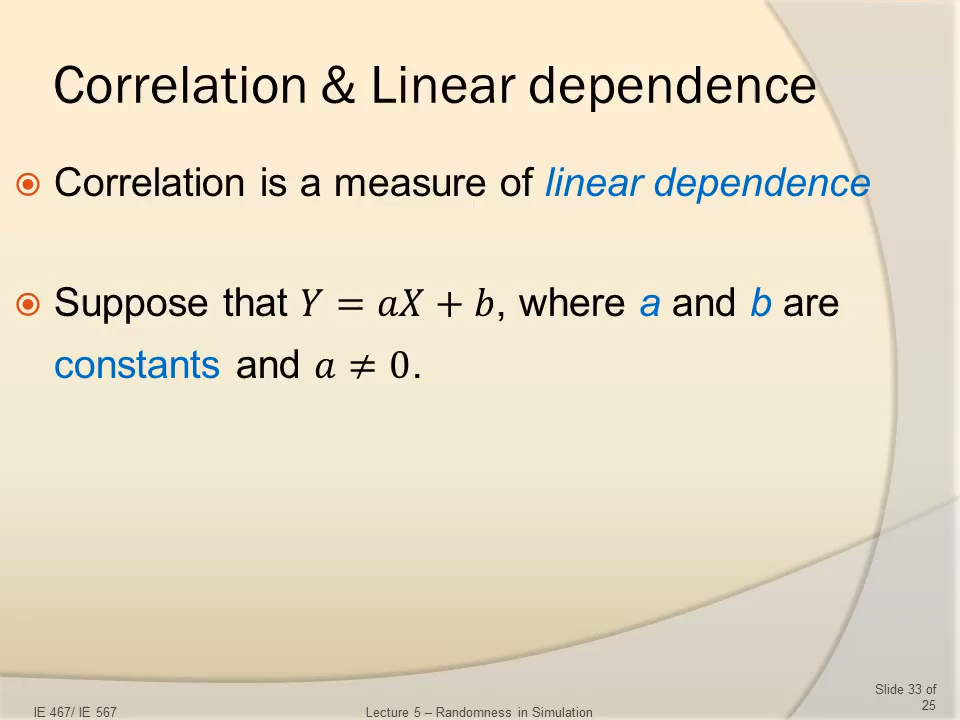 Correlation & Linear dependence
Correlation is a measure of linear dependence
Suppose that 𝑌 = 𝑎𝑋 + 𝑏, where a and b are
constants and 𝑎 ≠ 0.
Slide 33 of
25
IE 467/ IE 567
Lecture 5 – Randomness in Simulation